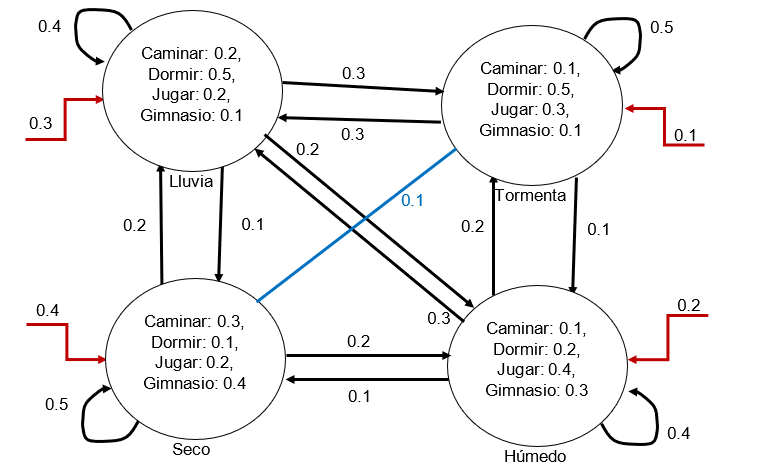 0.4
Caminar: 0.2,
Dormir: 0.5,
Jugar: 0.2,
Gimnasio: 0.1
0.3
Lluvia
0.3
0.3
0.5
Caminar: 0.1,
Dormir: 0.5,
Jugar: 0.3,
Gimnasio: 0.1
0.1
Tormenta
0.2
0.1
0.2
0.1
0.2
0.1
0.3
0.4
Caminar: 0.3,
Dormir: 0.1,
Jugar: 0.2,
Gimnasio: 0.4
0.5
Seco
0.2
0.1
0.2
Caminar: 0.1,
Dormir: 0.2,
Jugar: 0.4,
Gimnasio: 0.3
0.4
Húmedo